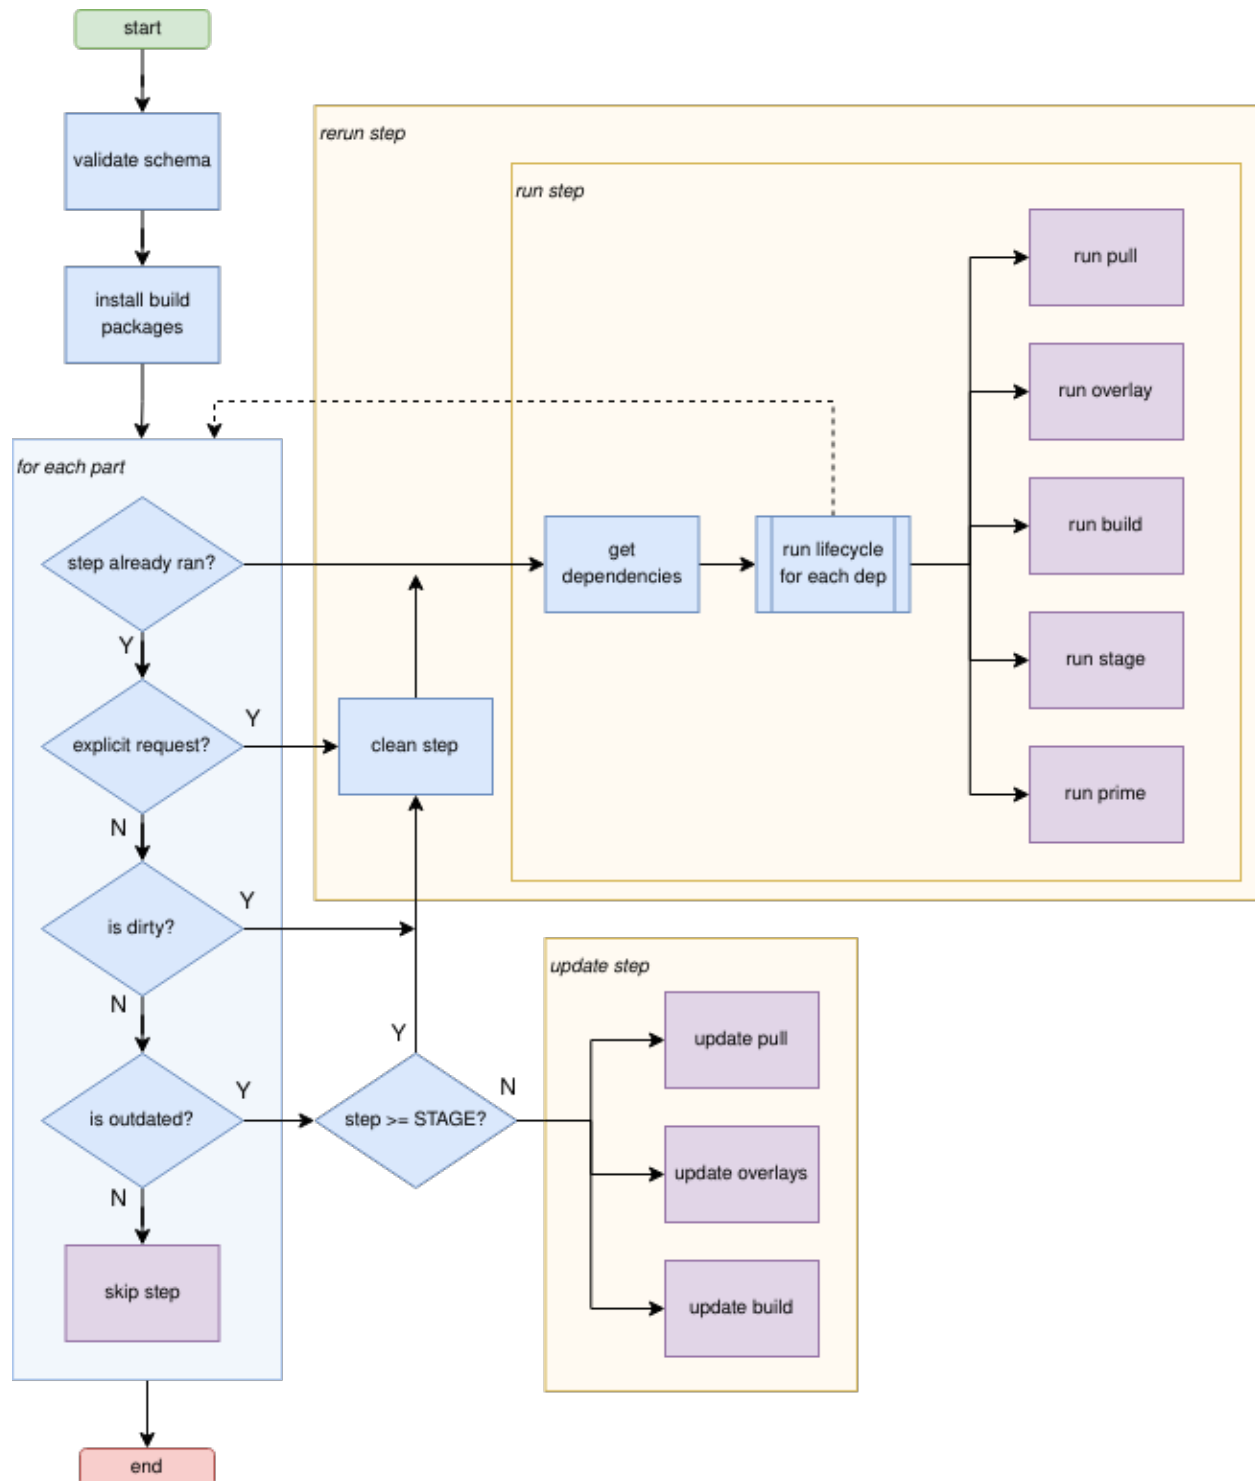 start
validate schema
install build
packages
for each part
step already ran?
Y
explicit request?
Y
N
is dirty?
Y
N
is outdated?
Y
N
skip step
end
rerun step
clean step
run step
get
dependencies
run lifecycle
for each dep
run pull
run overlay
run build
run stage
run prime
Y
step >= STAGE?
N
update step
update pull
update overlays
update build